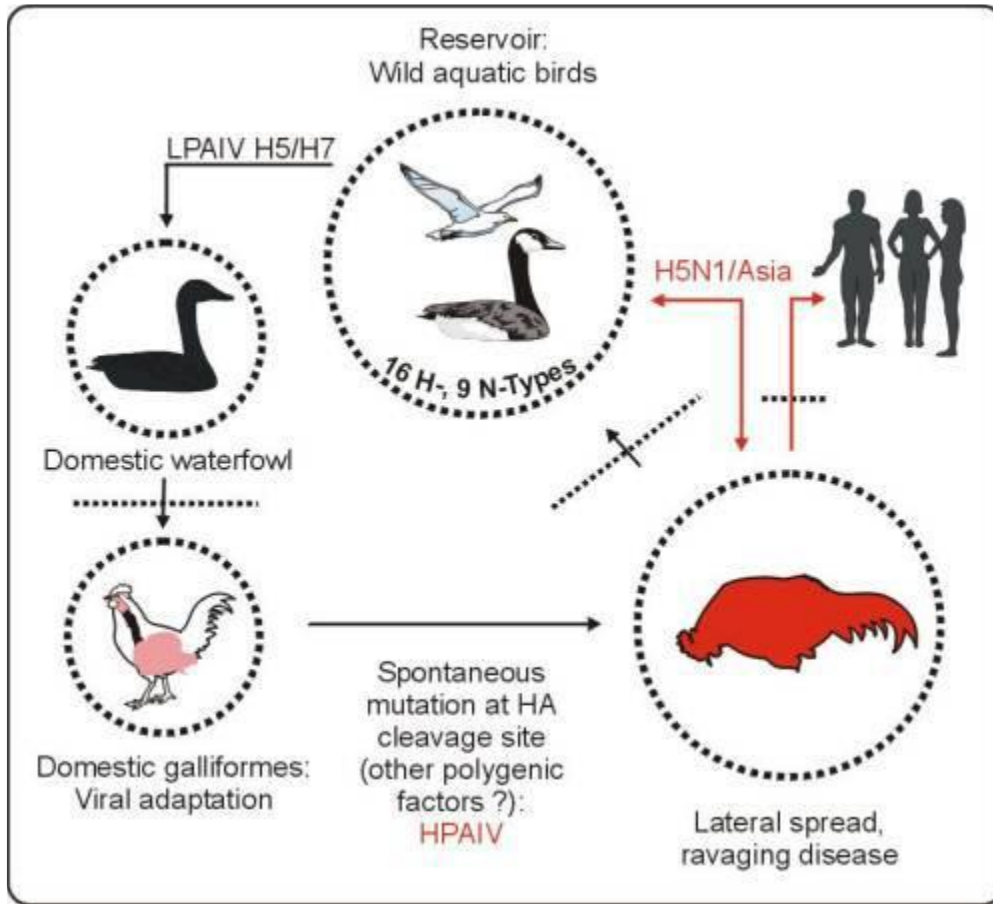 Reservoir:
Wild aquatic birds
LPAIV H5/H7
16 H-, 9 N-Types
H5N1/Asia
Domestic waterfowl
Domestic galliformes:
Viral adaptation
Spontaneous
mutation at HA
cleavage site
(other polygenic
factors ?):
HPAIV
Lateral spread,
ravaging disease